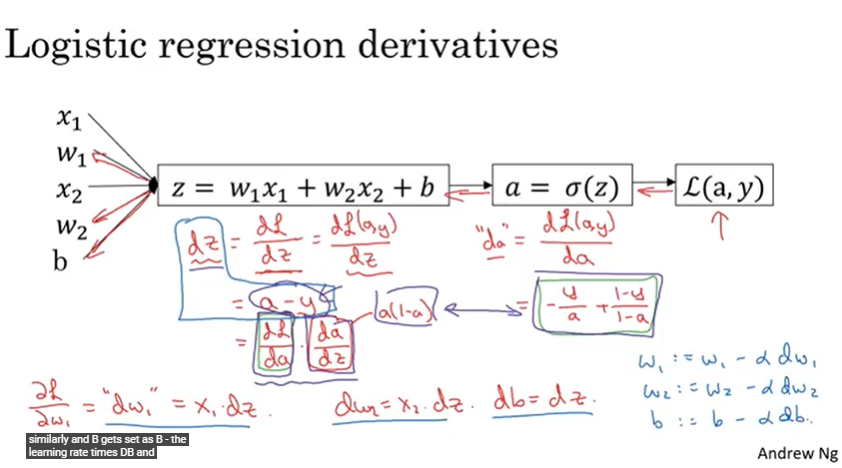 Logistic regression derivatives
x₁
w₁
x₂
w₂
b
z = w₁x₁ + w₂x₂ + b
a = σ(z)
ℒ(a, y)
dz = dℒ/dz = dℒ(a,y)/dz
"da" = dℒ(a,y)/da
= a - y
a(1-a)
= -y/a + (1-y)/(1-a)
= dℒ/da · da/dz
w₁ := w₁ - α dw₁
w₂ := w₂ - α dw₂
b := b - α db.
∂ℒ/∂w₁ = "dw₁" = x₁·dz.
dw₂ = x₂·dz.
db = dz.
similarly and B gets set as B - the
learning rate times DB and
Andrew Ng